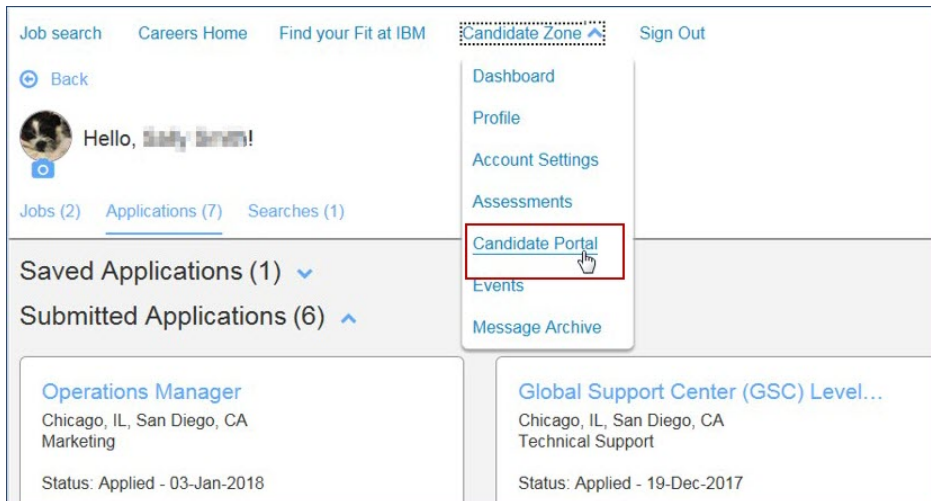 Job search Careers Home Find your Fit at IBM Candidate Zone Sign Out
Back
Hello, !
Jobs (2) Applications (7) Searches (1)
Dashboard
Profile
Account Settings
Assessments
Candidate Portal
Events
Message Archive
Saved Applications (1)
Submitted Applications (6)
Operations Manager
Chicago, IL, San Diego, CA
Marketing
Status: Applied - 03-Jan-2018
Global Support Center (GSC) Level...
Chicago, IL, San Diego, CA
Technical Support
Status: Applied - 19-Dec-2017